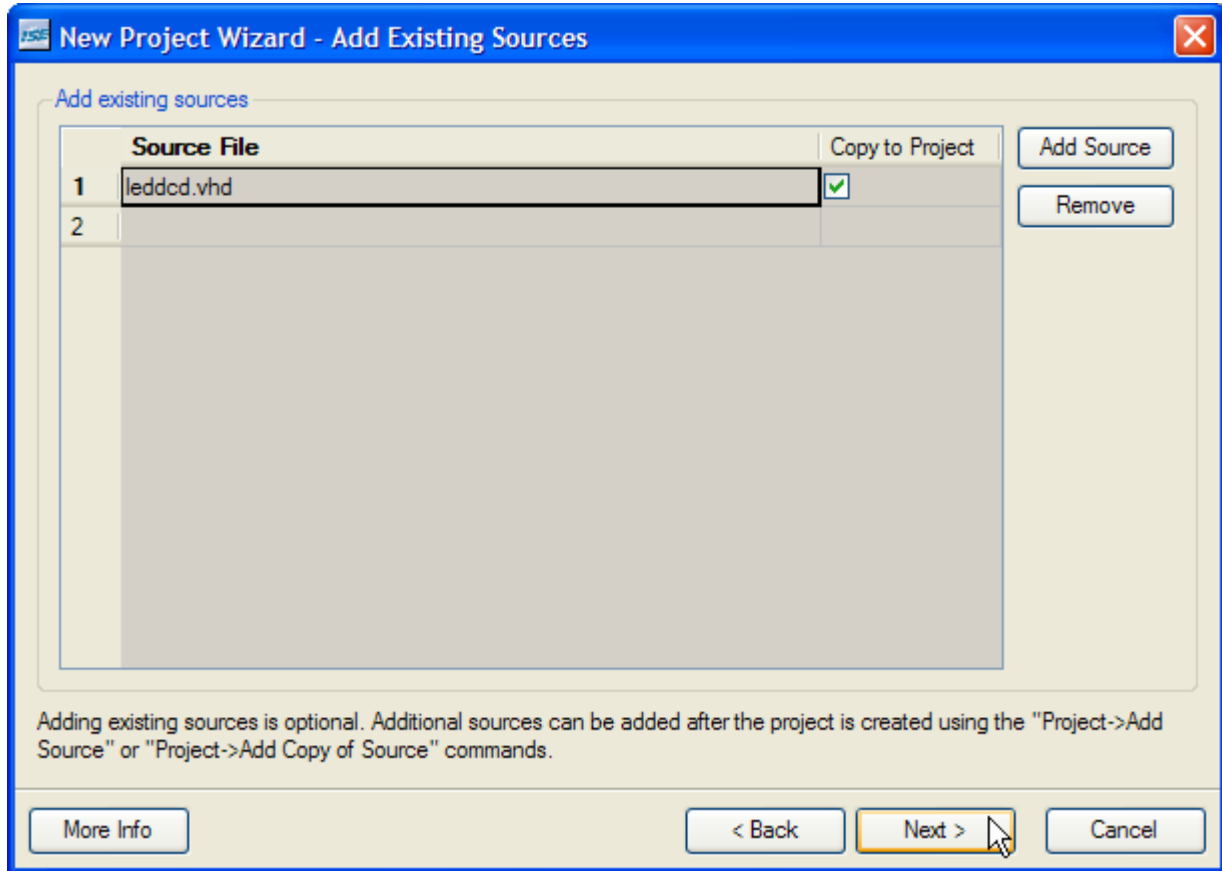 ISE New Project Wizard - Add Existing Sources
Add existing sources
Source File Copy to Project Add Source
1 leddcd.vhd Remove
2
Adding existing sources is optional. Additional sources can be added after the project is created using the "Project->Add
Source" or "Project->Add Copy of Source" commands.
More Info < Back Next > Cancel